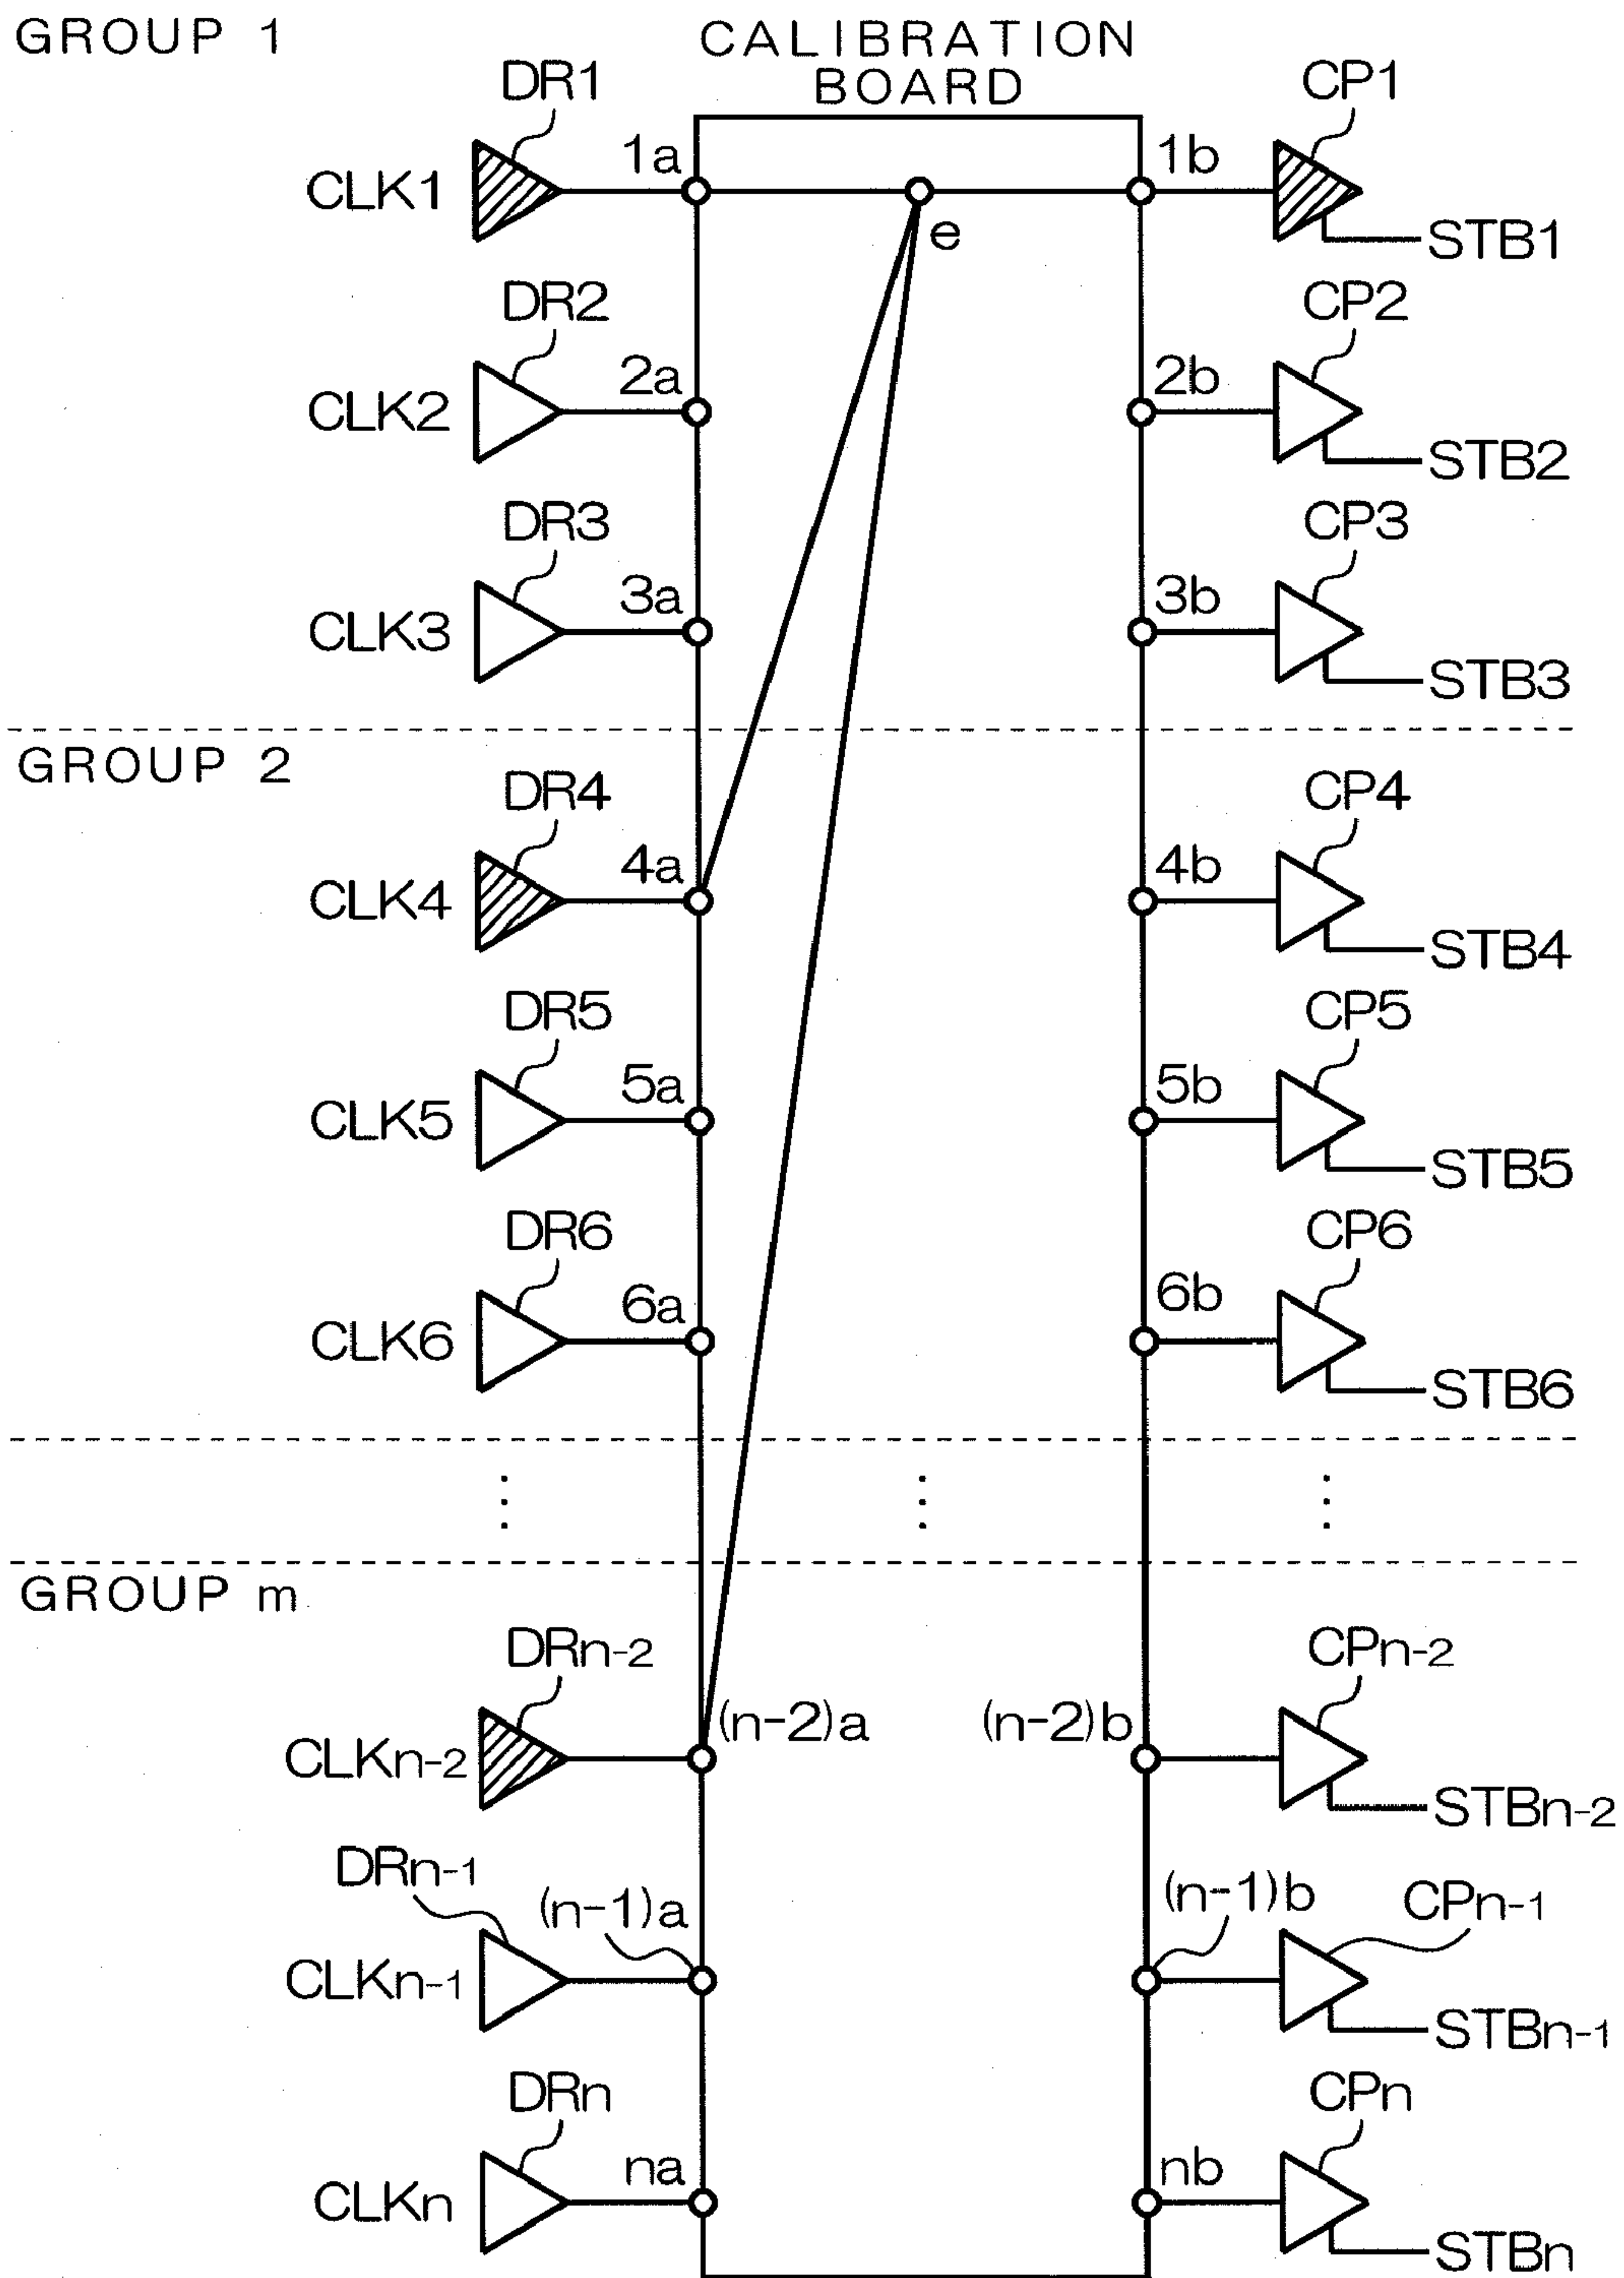 GROUP 1
CALIBRATION
BOARD
DR1
CP1
1a
1b
CLK1
e
STB1
DR2
CP2
2a
2b
CLK2
STB2
DR3
CP3
3a
3b
CLK3
STB3
GROUP 2
DR4
CP4
4a
4b
CLK4
STB4
DR5
CP5
5a
5b
CLK5
STB5
DR6
CP6
6a
6b
CLK6
STB6
GROUP m
DRn-2
CPn-2
(n-2)a
(n-2)b
CLKn-2
STBn-2
DRn-1
(n-1)a
(n-1)b
CPn-1
CLKn-1
STBn-1
DRn
CPn
na
nb
CLKn
STBn